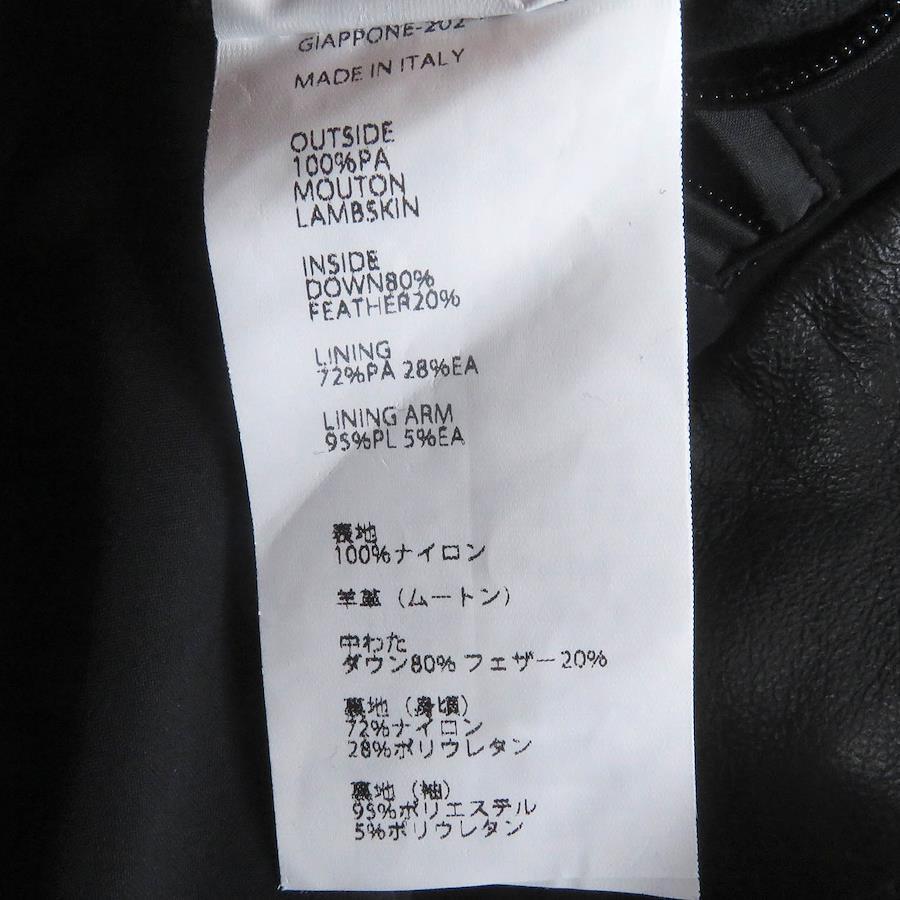 GIAPPONE-202
MADE IN ITALY
OUTSIDE
100%PA
MOUTON
LAMBSKIN
INSIDE
DOWN80%
FEATHER20%
LINING
72%PA 28%EA
LINING ARM
95%PL 5%EA
表地
100%ナイロン
羊革（ムートン）
中わた
ダウン80% フェザー20%
裏地（身頃）
72%ナイロン
28%ポリウレタン
裏地（袖）
95%ポリエステル
5%ポリウレタン